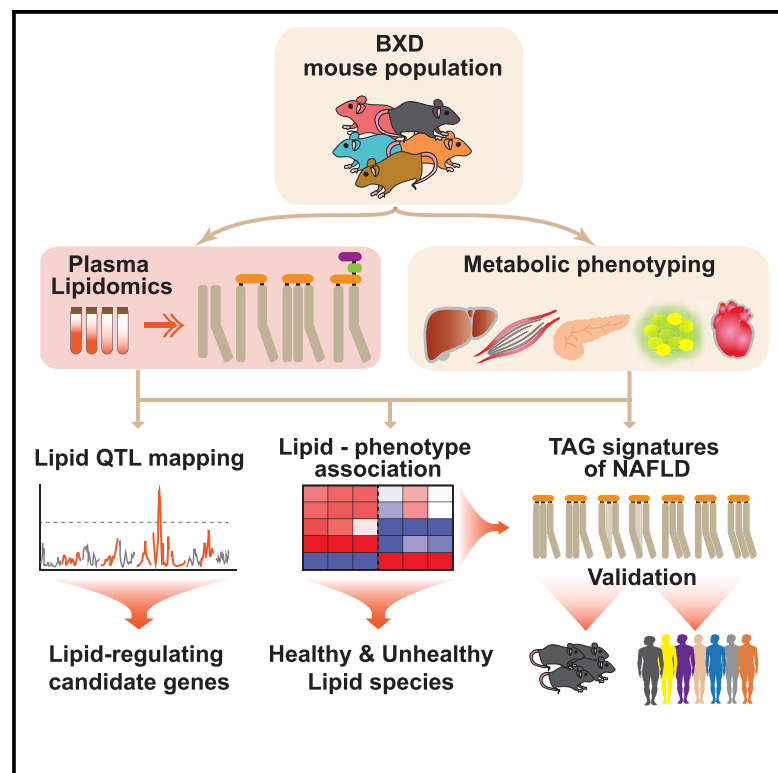 BXD
mouse population
Plasma
Lipidomics
Metabolic phenotyping
Lipid QTL mapping
Lipid - phenotype
association
TAG signatures
of NAFLD
Validation
Lipid-regulating
candidate genes
Healthy & Unhealthy
Lipid species